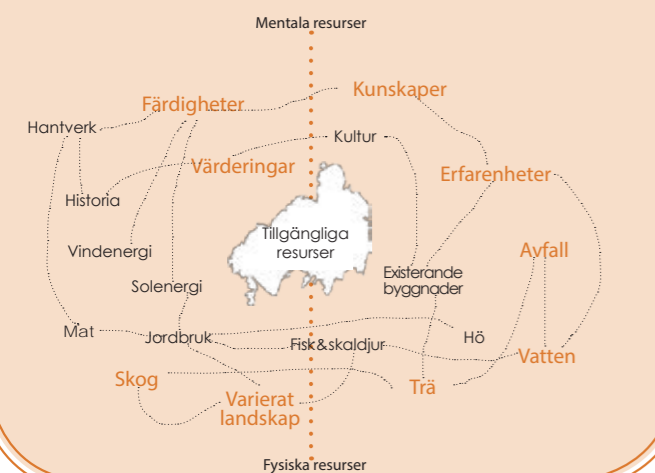 Mentala resurser
Kunskaper
Färdigheter
Hantverk
Kultur
Värderingar
Erfarenheter
Historia
Tillgängliga
resurser
Vindenergi
Avfall
Existerande
byggnader
Solenergi
Mat
Jordbruk
Fisk&skaldjur
Hö
Vatten
Skog
Trä
Varierat
landskap
Fysiska resurser